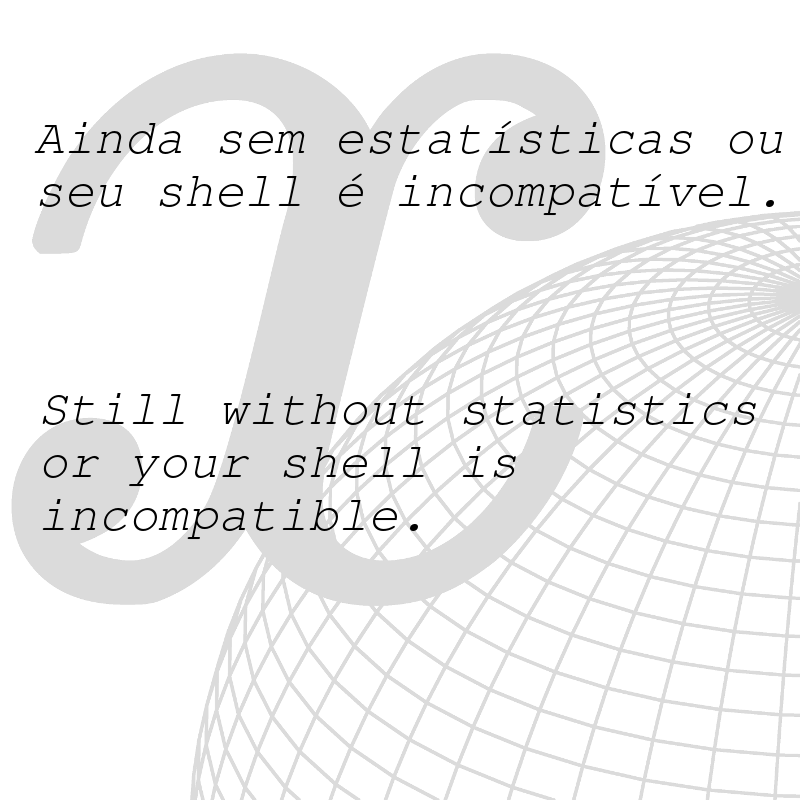 Ainda sem estatísticas ou
seu shell é incompatível.
Still without statistics
or your shell is
incompatible.